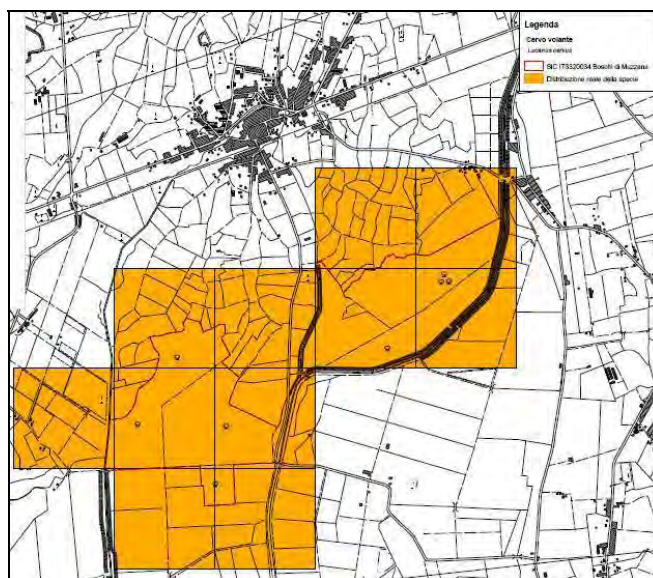 Legenda
Cervo volante
Lucanus cervus
SIC IT3320034 Boschi di Muzzana
Distribuzione reale della specie